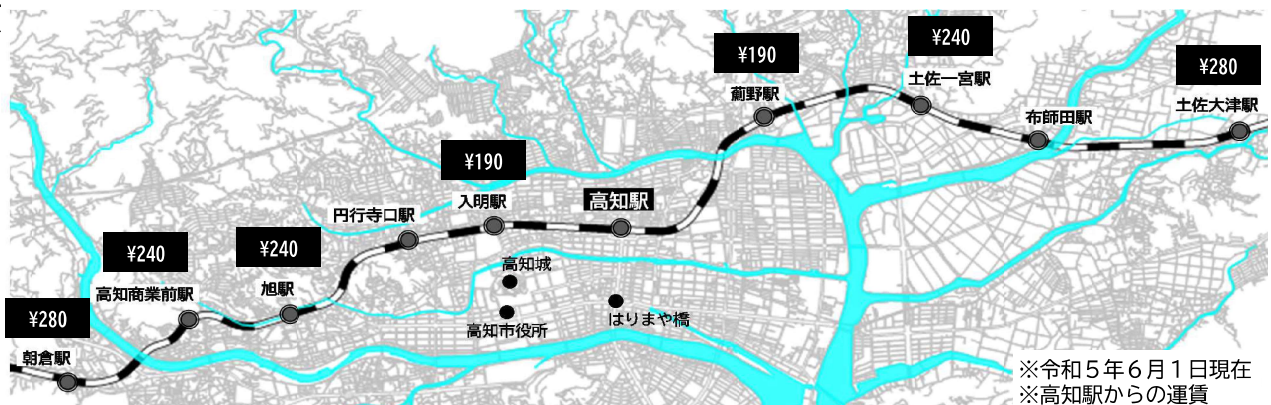 ¥240
¥190
土佐一宮駅
¥280
薊野駅
土佐大津駅
布師田駅
¥190
入明駅
高知駅
円行寺口駅
¥240
¥240
高知城
高知商業前駅
旭駅
¥280
高知市役所
はりまや橋
朝倉駅
※令和５年６月１日現在
※高知駅からの運賃